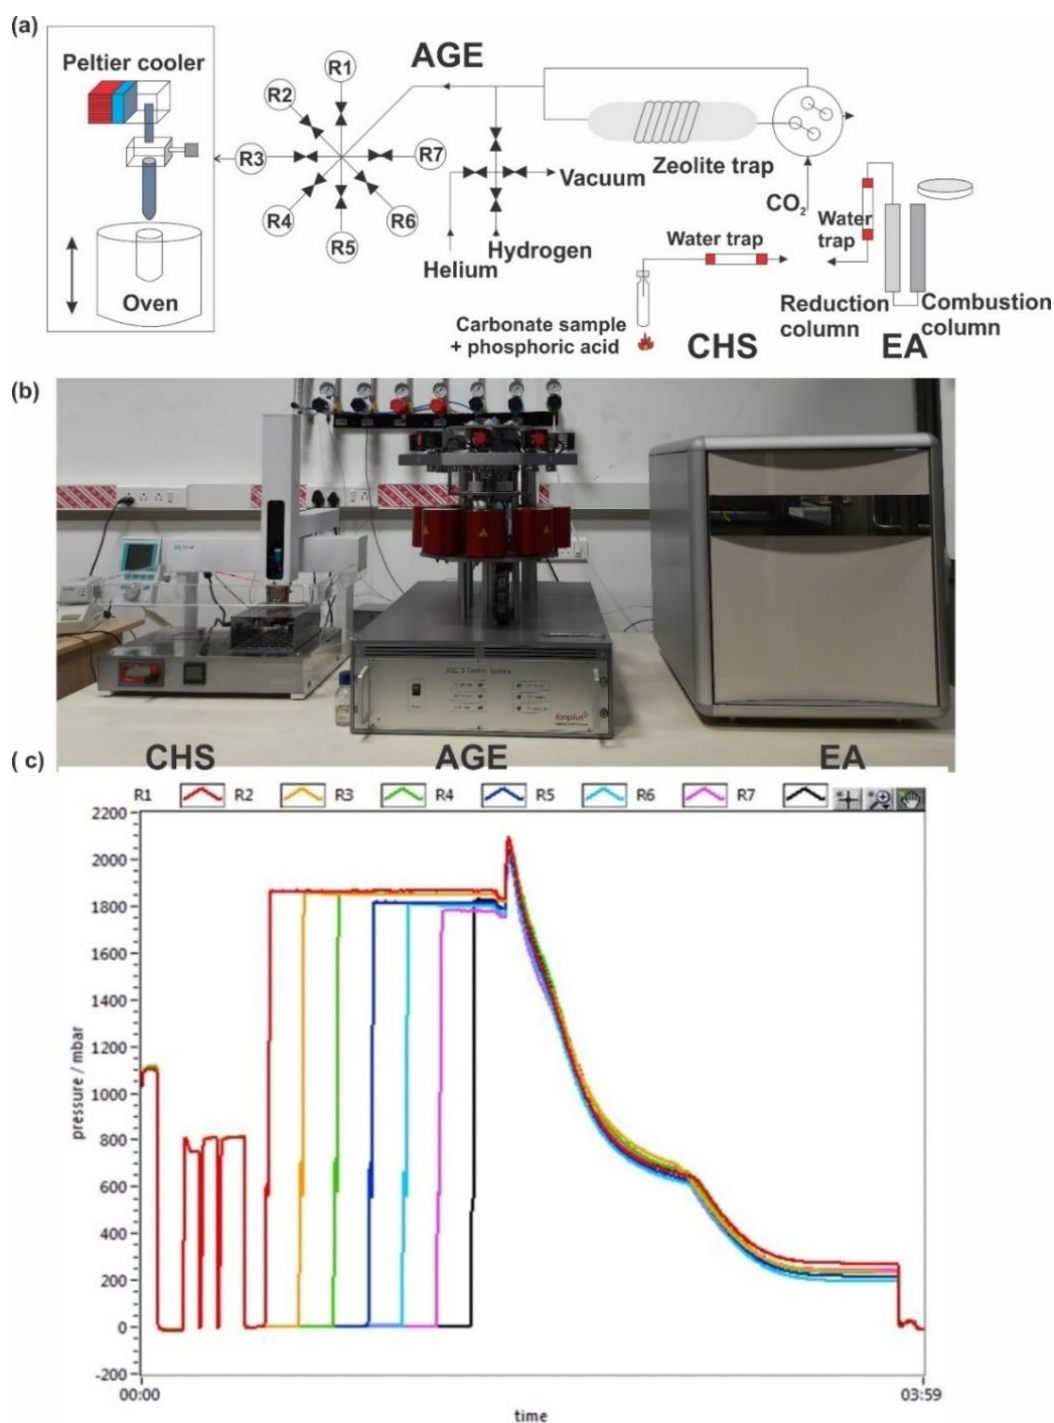 (a)
Peltier cooler
Oven
AGE
R1
R2
R3
R4
R5
R6
R7
Vacuum
Helium
Hydrogen
Zeolite trap
CO2
Water trap
Water
trap
Carbonate sample
+ phosphoric acid
CHS
Reduction
column
Combustion
column
EA
(b)
ionplus
CHS
AGE
EA
( c)
R1 R2 R3 R4 R5 R6 R7
pressure / mbar
2200
2000
1800
1600
1400
1200
1000
800
600
400
200
0
-200
00:00
03:59
time